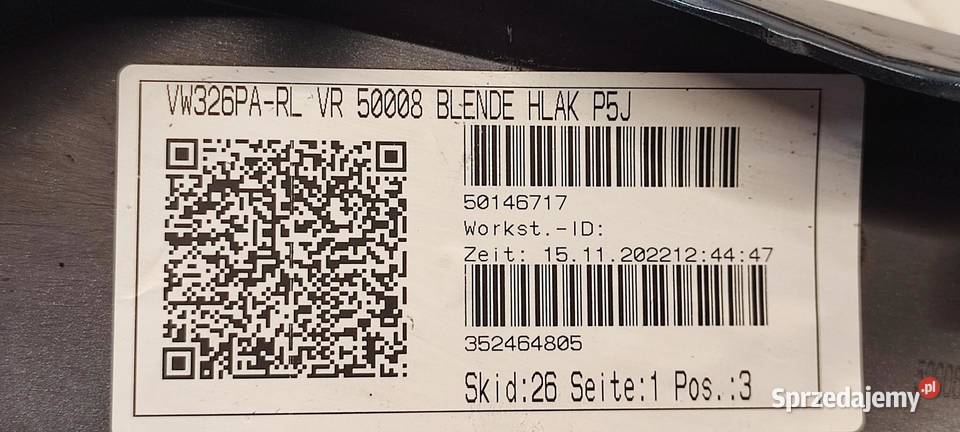 VW326PA-RL VR 50008 BLENDE HLAK P5J
50146717
Workst.-ID:
Zeit: 15.11.202212:44:47
352464805
Skid:26 Seite:1 Pos.:3
Sprzedajemy.pl